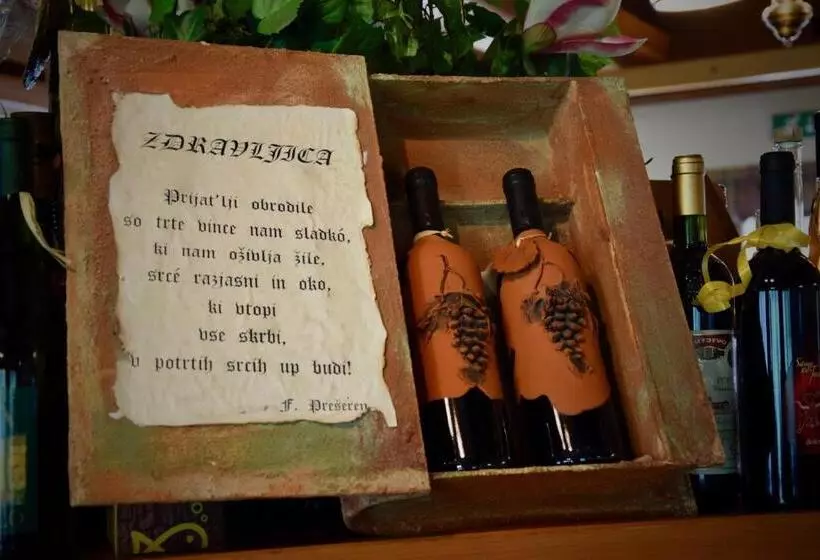 ZDRAVLJICA
Prijat'lji obrodile
so trte vince nam sladkó,
ki nam oživlja žile,
srcé razjasni in oko,
ki vtopi
vse skrbi,
v potrtih srcih up budi!
F. Prešeren